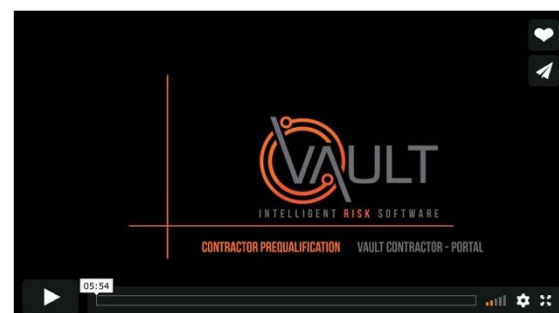 VAULT
INTELLIGENT RISK SOFTWARE
CONTRACTOR PREQUALIFICATION VAULT CONTRACTOR - PORTAL
05:54